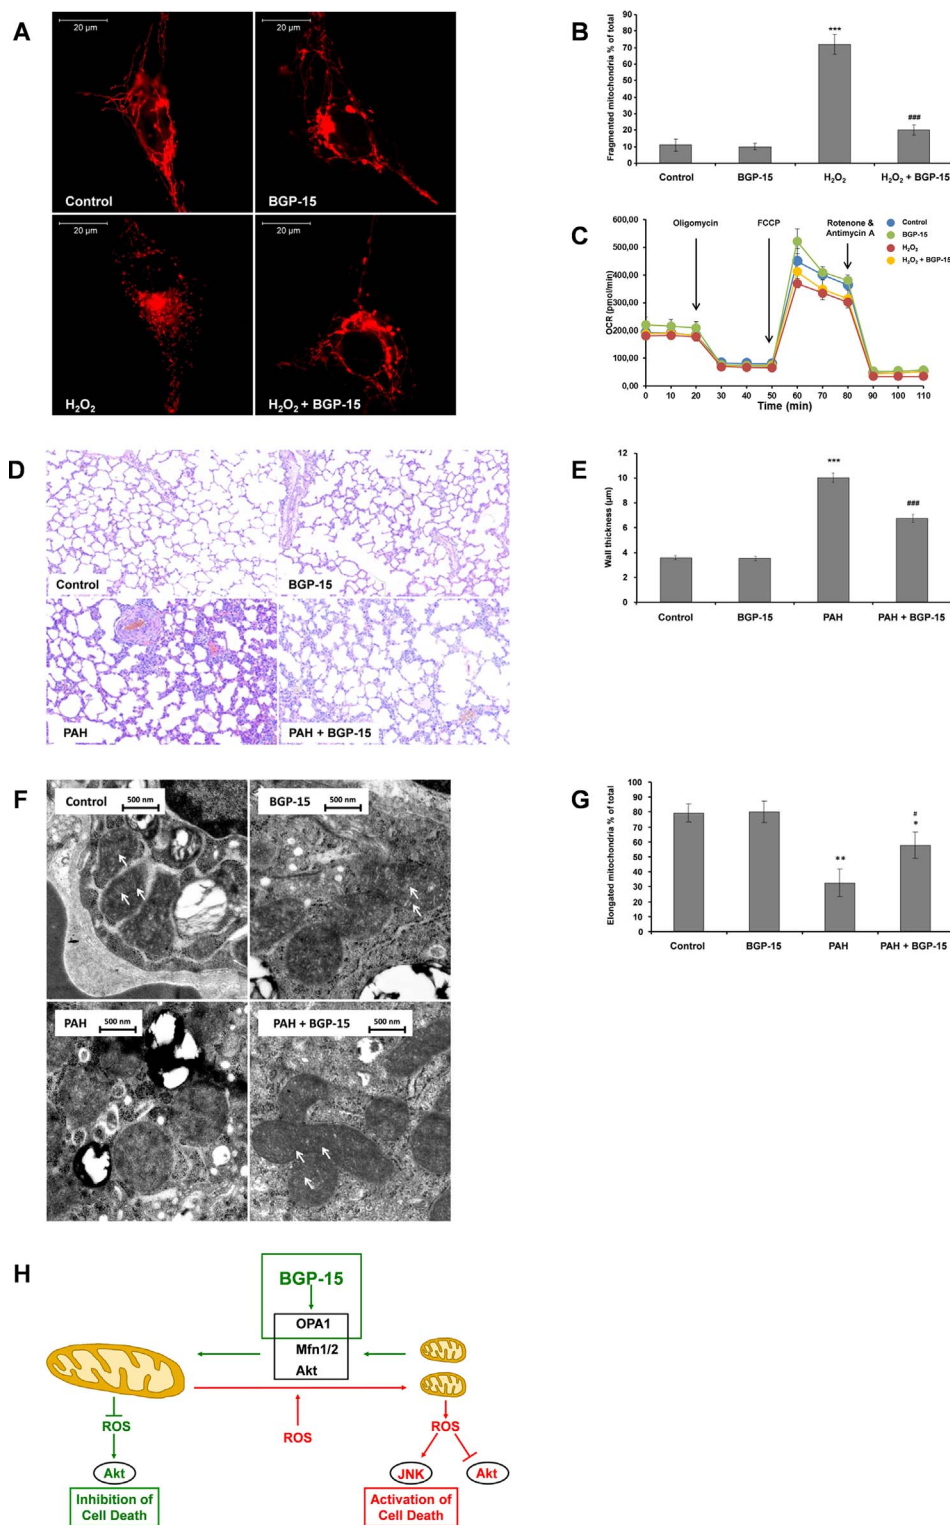 A
20 µm
20 µm
Control
BGP-15
20 µm
20 µm
H₂O₂
H₂O₂ + BGP-15
B
Fragmented mitochondria % of total
90
80
70
60
50
40
30
20
10
0
***
###
Control
BGP-15
H₂O₂
H₂O₂ + BGP-15
C
OCR (pmol/min)
600,00
500,00
400,00
300,00
200,00
100,00
0,00
Oligomycin
FCCP
Rotenone &
Antimycin A
Control
BGP-15
H₂O₂
H₂O₂ + BGP-15
0 10 20 30 40 50 60 70 80 90 100 110
Time (min)
D
Control
BGP-15
PAH
PAH + BGP-15
E
Wall thickness (µm)
12
10
8
6
4
2
0
***
###
Control
BGP-15
PAH
PAH + BGP-15
F
Control
500 nm
BGP-15
500 nm
PAH
500 nm
PAH + BGP-15
500 nm
G
Elongated mitochondria % of total
100
90
80
70
60
50
40
30
20
10
0
**
#
*
Control
BGP-15
PAH
PAH + BGP-15
H
BGP-15
OPA1
Mfn1/2
Akt
ROS
ROS
ROS
Akt
JNK
Akt
Inhibition of
Cell Death
Activation of
Cell Death